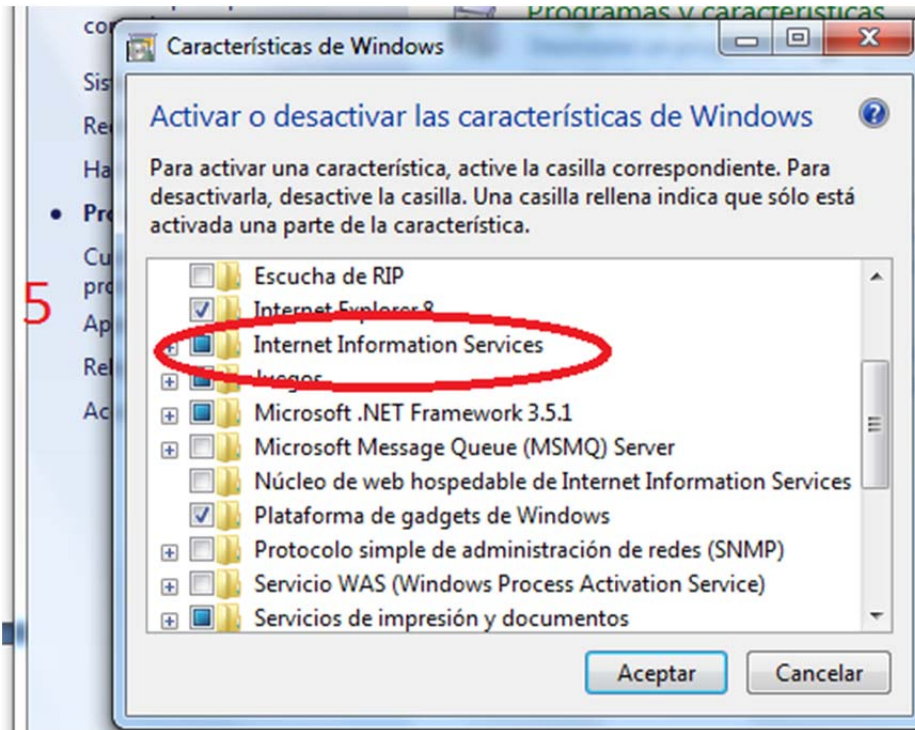 Programas y características
Características de Windows
Activar o desactivar las características de Windows
Para activar una característica, active la casilla correspondiente. Para
desactivarla, desactive la casilla. Una casilla rellena indica que sólo está
activada una parte de la característica.
Escucha de RIP
Internet Explorer 8
Internet Information Services
Juegos
Microsoft .NET Framework 3.5.1
Microsoft Message Queue (MSMQ) Server
Núcleo de web hospedable de Internet Information Services
Plataforma de gadgets de Windows
Protocolo simple de administración de redes (SNMP)
Servicio WAS (Windows Process Activation Service)
Servicios de impresión y documentos
Aceptar
Cancelar
5